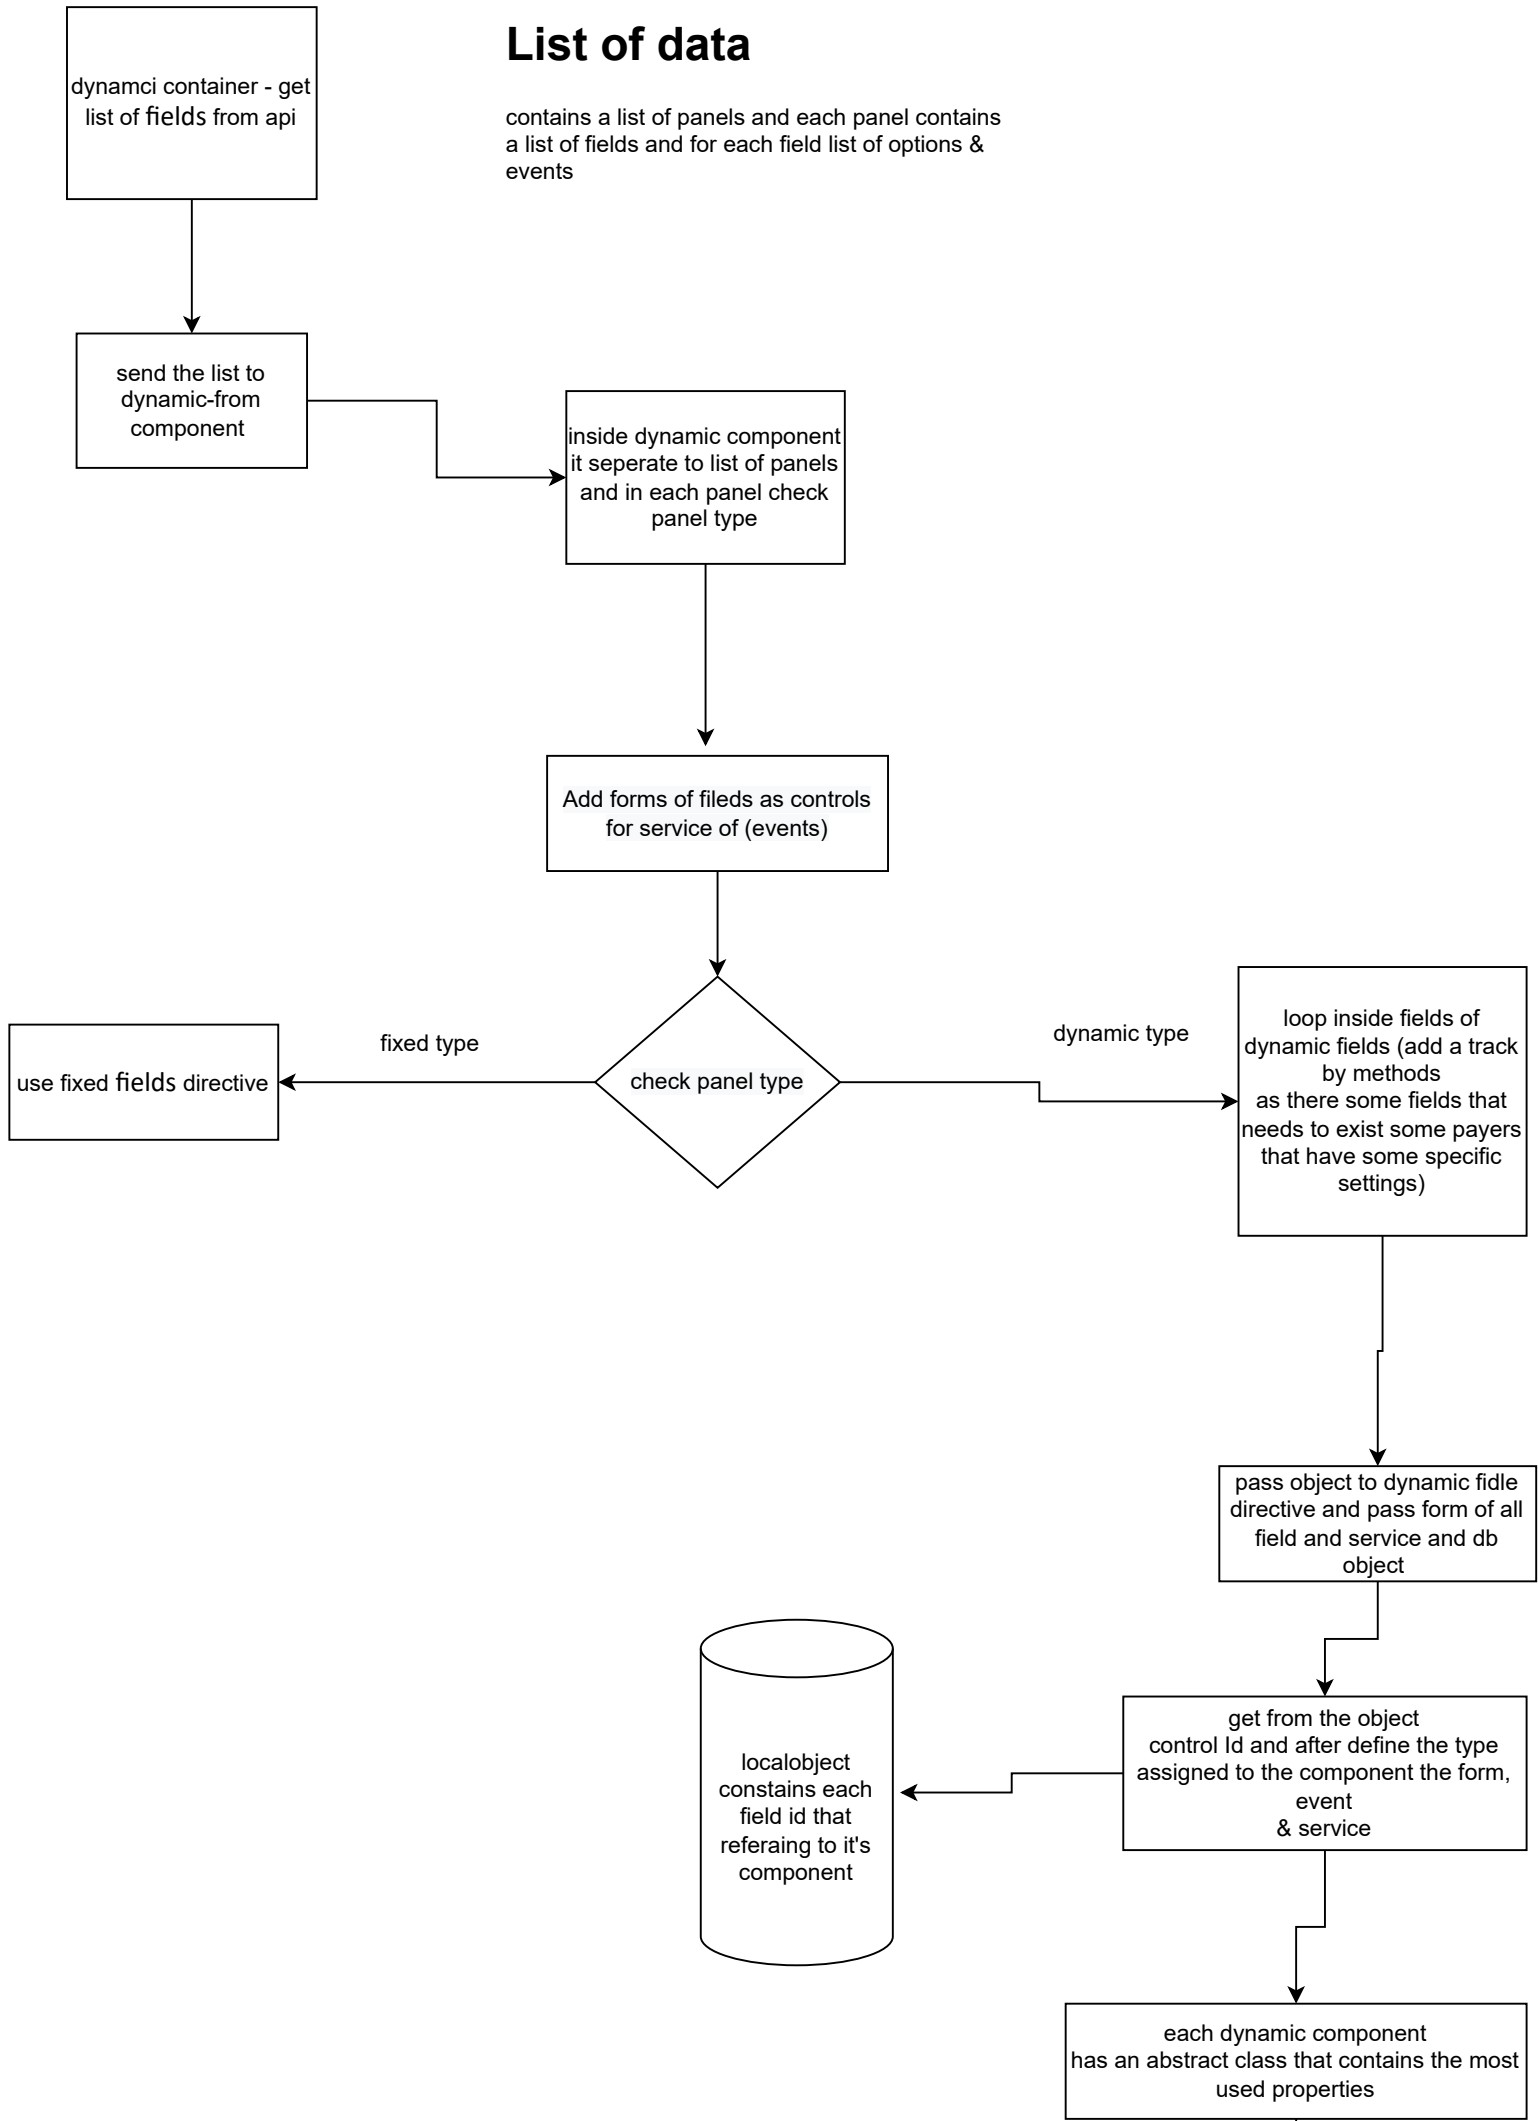 dynamci container - get
list of fields from api
List of data
contains a list of panels and each panel contains
a list of fields and for each field list of options &
events
send the list to
dynamic-from
component
inside dynamic component
it seperate to list of panels
and in each panel check
panel type
Add forms of fileds as controls
for service of (events)
check panel type
fixed type
use fixed fields directive
dynamic type
loop inside fields of
dynamic fields (add a track
by methods
as there some fields that
needs to exist some payers
that have some specific
settings)
pass object to dynamic fidle
directive and pass form of all
field and service and db
object
get from the object
control Id and after define the type
assigned to the component the form,
event
& service
localobject
constains each
field id that
referaing to it's
component
each dynamic component
has an abstract class that contains the most
used properties